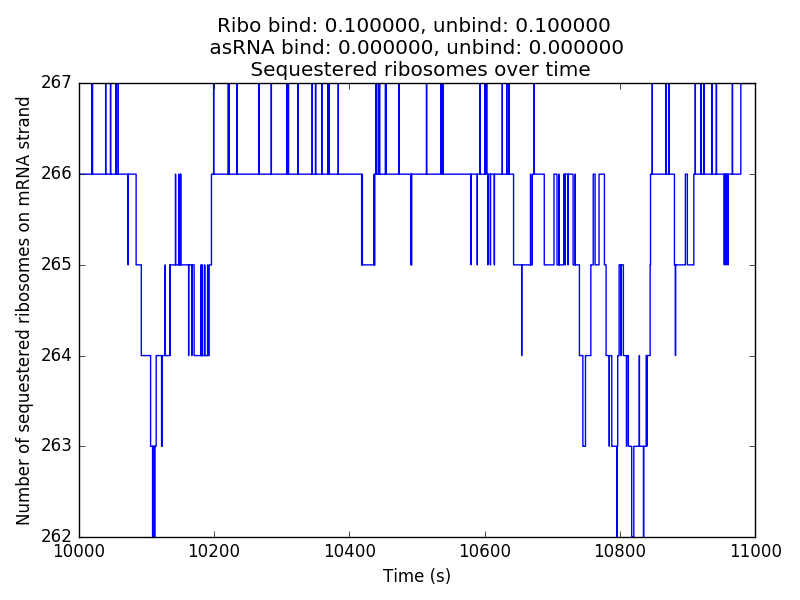 Ribo bind: 0.100000, unbind: 0.100000
asRNA bind: 0.000000, unbind: 0.000000
Sequestered ribosomes over time
Number of sequestered ribosomes on mRNA strand
267
266
265
264
263
262
10000
10200
10400
10600
10800
11000
Time (s)